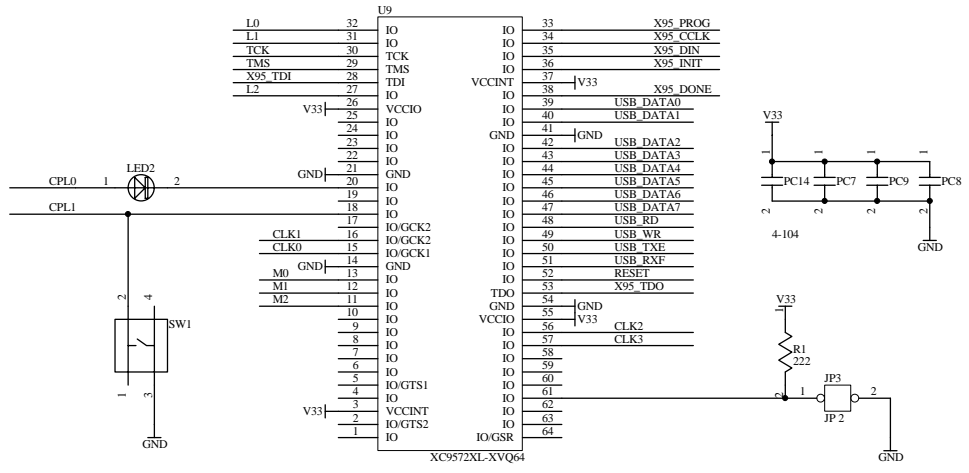 U9
L0 32 IO IO 33 X95_PROG
L1 31 IO IO 34 X95_CCLK
TCK 30 TCK IO 35 X95_DIN
TMS 29 TMS IO 36 X95_INIT
X95_TDI 28 TDI VCCINT 37 V33
L2 27 IO IO 38 X95_DONE
V33 26 VCCIO IO 39 USB_DATA0
25 IO IO 40 USB_DATA1
24 IO GND 41 GND
23 IO IO 42 USB_DATA2
22 IO IO 43 USB_DATA3
GND 21 GND IO 44 USB_DATA4
CPL0 1 LED2 2 20 IO IO 45 USB_DATA5
19 IO IO 46 USB_DATA6
CPL1 18 IO IO 47 USB_DATA7
17 IO/GCK2 IO 48 USB_RD
CLK1 16 IO/GCK2 IO 49 USB_WR
CLK0 15 IO/GCK1 IO 50 USB_TXE
GND 14 GND IO 51 USB_RXF
M0 13 IO IO 52 RESET
M1 12 IO TDO 53 X95_TDO
M2 11 IO GND 54 GND
10 IO VCCIO 55 V33
9 IO IO 56 CLK2
8 IO IO 57 CLK3
7 IO IO 58
6 IO IO 59
5 IO/GTS1 IO 60
4 IO IO 61
V33 3 VCCINT IO 62
2 IO/GTS2 IO 63
1 IO IO/GSR 64
XC9572XL-XVQ64
2 4
SW1
1 3
GND
V33
1 1 1 1
PC14 PC7 PC9 PC8
2 2 2 2
4-104
GND
V33
1
R1
222
2
JP3
1 2
JP 2
GND